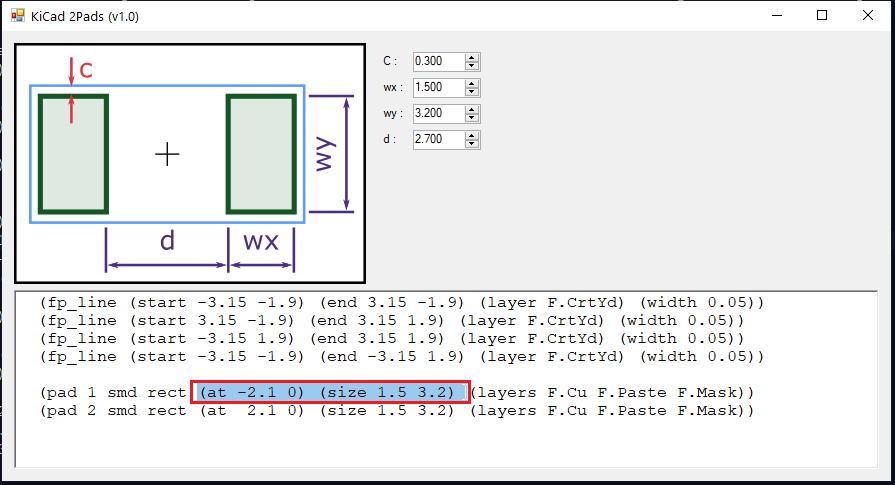 KiCad 2Pads (v1.0)
C
wy
d
wx
C : 0.300
wx : 1.500
wy : 3.200
d : 2.700
(fp_line (start -3.15 -1.9) (end 3.15 -1.9) (layer F.CrtYd) (width 0.05))
(fp_line (start 3.15 -1.9) (end 3.15 1.9) (layer F.CrtYd) (width 0.05))
(fp_line (start -3.15 1.9) (end 3.15 1.9) (layer F.CrtYd) (width 0.05))
(fp_line (start -3.15 -1.9) (end -3.15 1.9) (layer F.CrtYd) (width 0.05))
(pad 1 smd rect (at -2.1 0) (size 1.5 3.2) (layers F.Cu F.Paste F.Mask))
(pad 2 smd rect (at  2.1 0) (size 1.5 3.2) (layers F.Cu F.Paste F.Mask))